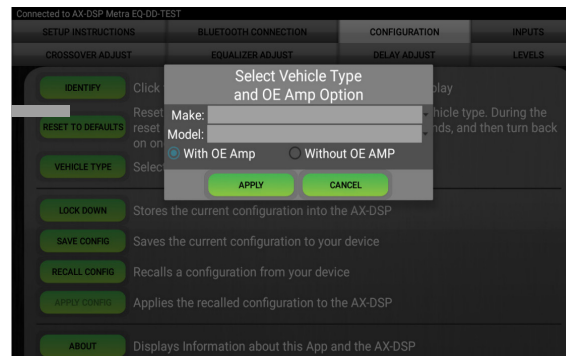 Connected to AX-DSP Metra EQ-DD-TEST
SETUP INSTRUCTIONS BLUETOOTH CONNECTION CONFIGURATION INPUTS
CROSSOVER ADJUST EQUALIZER ADJUST DELAY ADJUST LEVELS
Select Vehicle Type
and OE Amp Option
Make:
Model:
With OE Amp Without OE AMP
APPLY CANCEL
IDENTIFY Click
RESET TO DEFAULTS Reset hicle type. During the
reset nds, and then turn back
on on
VEHICLE TYPE Select
LOCK DOWN Stores the current configuration into the AX-DSP
SAVE CONFIG Saves the current configuration to your device
RECALL CONFIG Recalls a configuration from your device
APPLY CONFIG Applies the recalled configuration to the AX-DSP
ABOUT Displays Information about this App and the AX-DSP